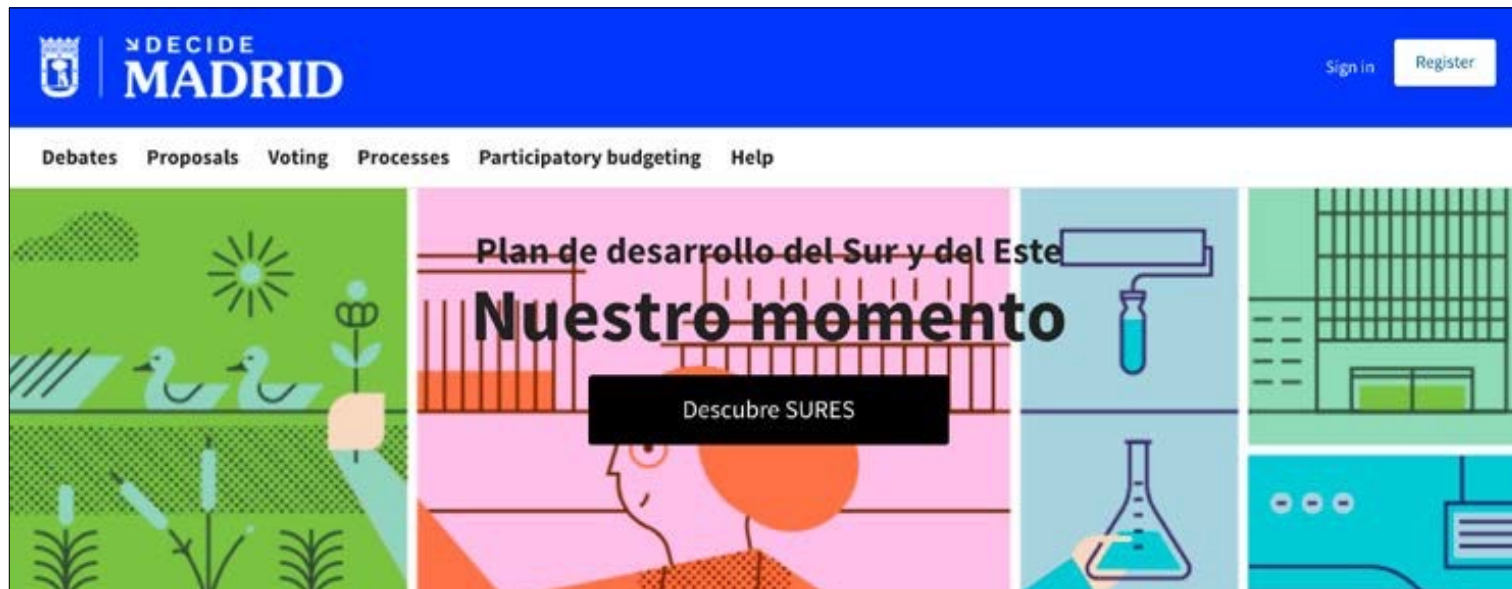 DECIDE
MADRID
Sign in
Register
Debates Proposals Voting Processes Participatory budgeting Help
Plan de desarrollo del Sur y del Este
Nuestro momento
Descubre SURES